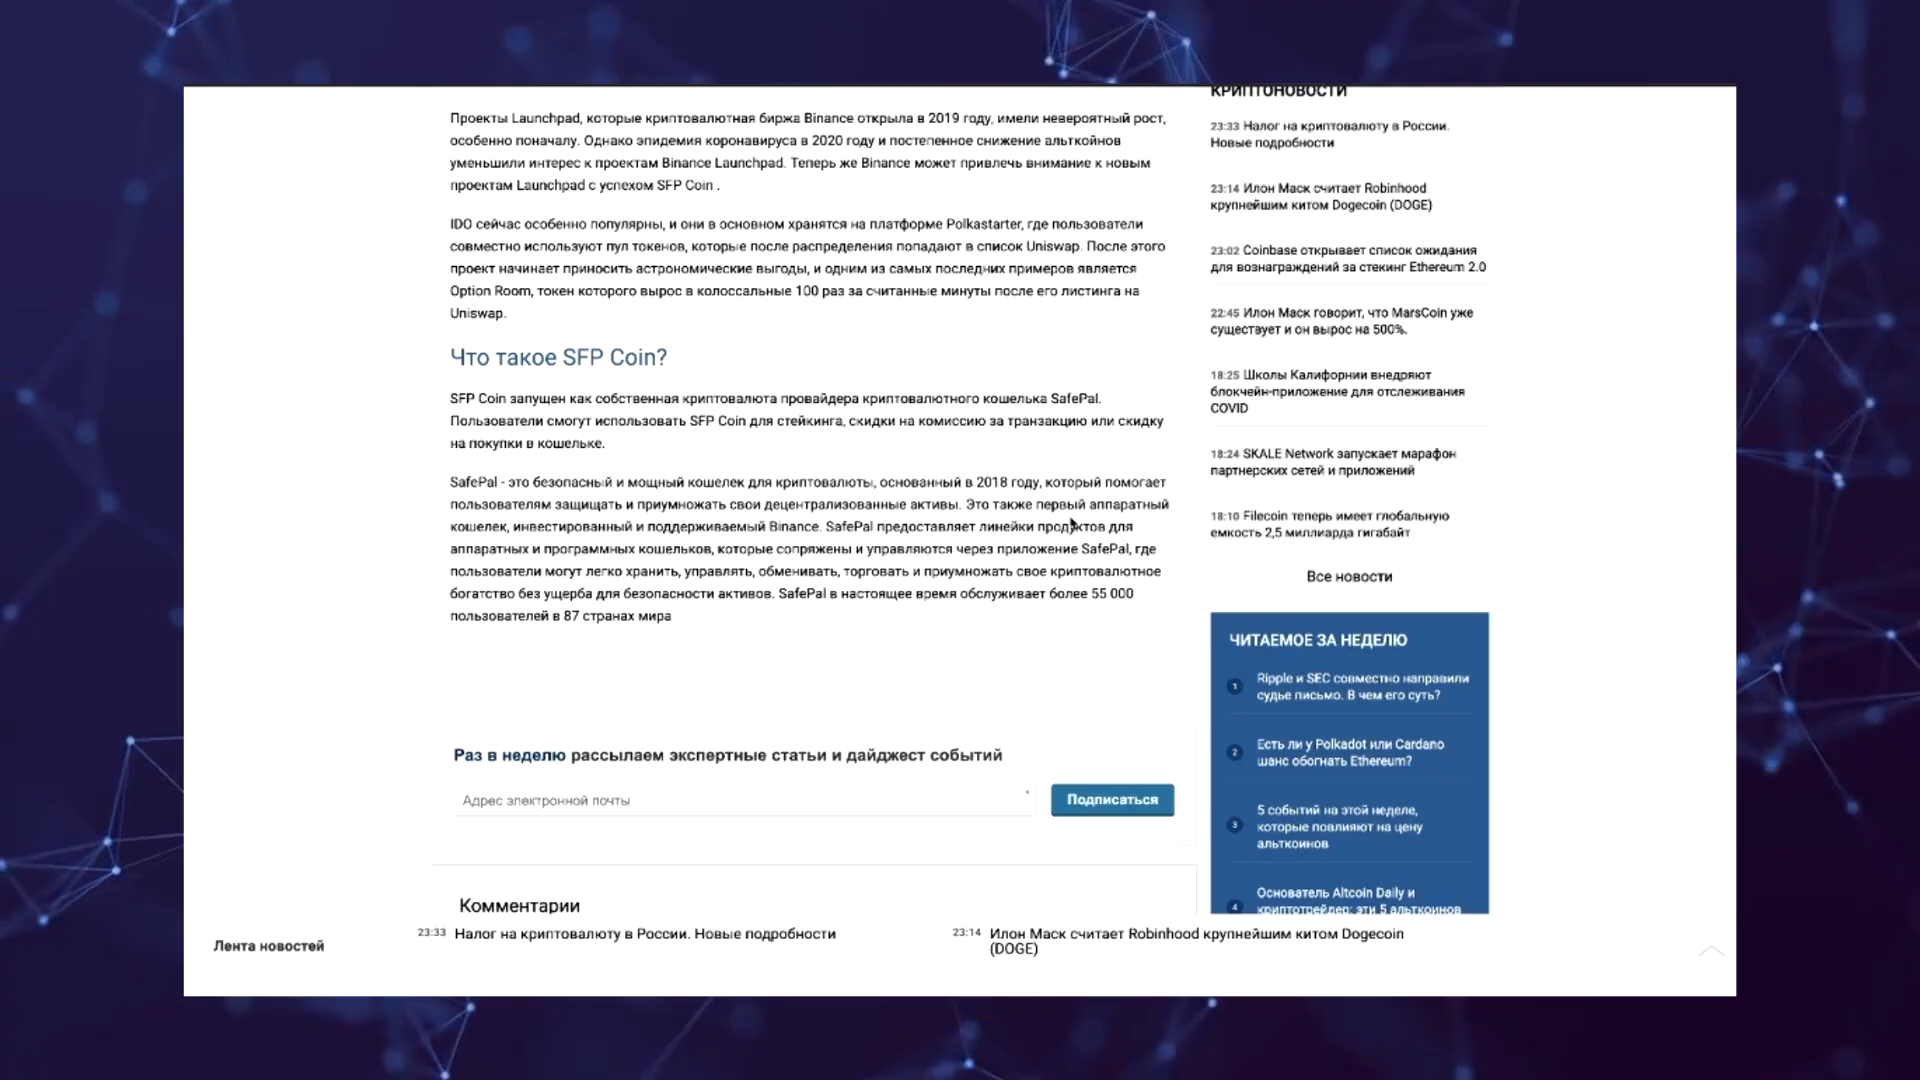 Проекты Launchpad, которые криптовалютная биржа Binance открыла в 2019 году, имели невероятный рост,
особенно поначалу. Однако эпидемия коронавируса в 2020 году и постепенное снижение альткойнов
уменьшили интерес к проектам Binance Launchpad. Теперь же Binance может привлечь внимание к новым
проектам Launchpad с успехом SFP Coin .
IDO сейчас особенно популярны, и они в основном хранятся на платформе Polkastarter, где пользователи
совместно используют пул токенов, которые после распределения попадают в список Uniswap. После этого
проект начинает приносить астрономические выгоды, и одним из самых последних примеров является
Option Room, токен которого вырос в колоссальные 100 раз за считанные минуты после его листинга на
Uniswap.
Что такое SFP Coin?
SFP Coin запущен как собственная криптовалюта провайдера криптовалютного кошелька SafePal.
Пользователи смогут использовать SFP Coin для стейкинга, скидки на комиссию за транзакцию или скидку
на покупки в кошельке.
SafePal - это безопасный и мощный кошелек для криптовалюты, основанный в 2018 году, который помогает
пользователям защищать и приумножать свои децентрализованные активы. Это также первый аппаратный
кошелек, инвестированный и поддерживаемый Binance. SafePal предоставляет линейки продуктов для
аппаратных и программных кошельков, которые сопряжены и управляются через приложение SafePal, где
пользователи могут легко хранить, управлять, обменивать, торговать и приумножать свое криптовалютное
богатство без ущерба для безопасности активов. SafePal в настоящее время обслуживает более 55 000
пользователей в 87 странах мира
Раз в неделю рассылаем экспертные статьи и дайджест событий
Адрес электронной почты *
Подписаться
Комментарии
КРИПТОНОВОСТИ
23:33 Налог на криптовалюту в России.
Новые подробности
23:14 Илон Маск считает Robinhood
крупнейшим китом Dogecoin (DOGE)
23:02 Coinbase открывает список ожидания
для вознаграждений за стекинг Ethereum 2.0
22:45 Илон Маск говорит, что MarsCoin уже
существует и он вырос на 500%.
18:25 Школы Калифорнии внедряют
блокчейн-приложение для отслеживания
COVID
18:24 SKALE Network запускает марафон
партнерских сетей и приложений
18:10 Filecoin теперь имеет глобальную
емкость 2,5 миллиарда гигабайт
Все новости
ЧИТАЕМОЕ ЗА НЕДЕЛЮ
1 Ripple и SEC совместно направили
судье письмо. В чем его суть?
2 Есть ли у Polkadot или Cardano
шанс обогнать Ethereum?
3 5 событий на этой неделе,
которые повлияют на цену
альткоинов
4 Основатель Altcoin Daily и
криптотрейдер: эти 5 альткоинов
Лента новостей
23:33 Налог на криптовалюту в России. Новые подробности
23:14 Илон Маск считает Robinhood крупнейшим китом Dogecoin
(DOGE)